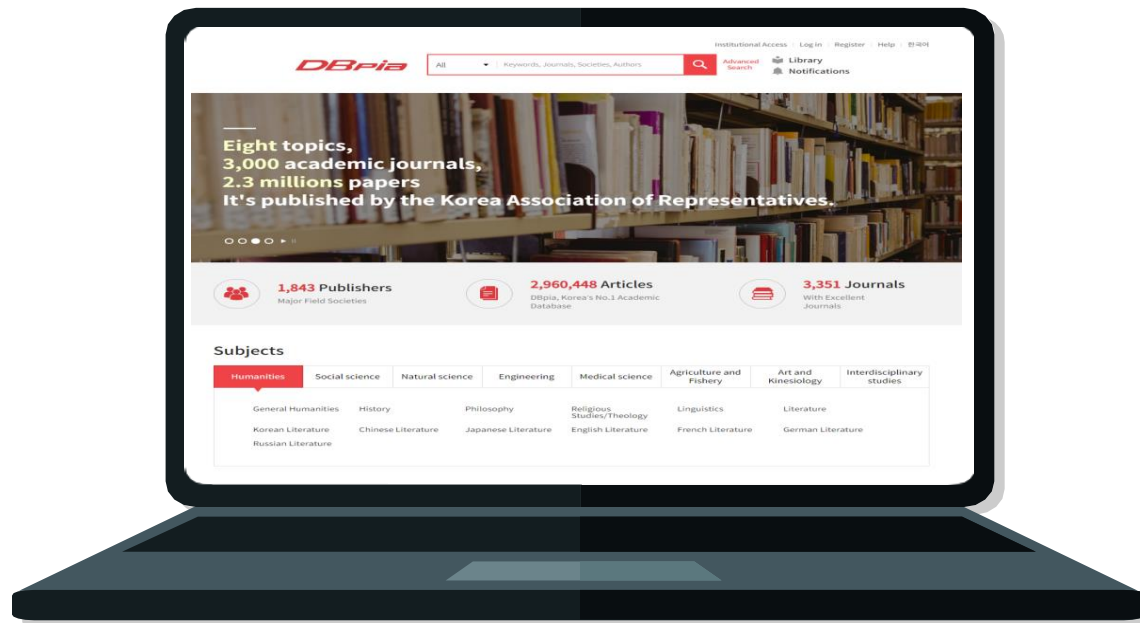 Institutional Access Log In Register Help 한국어
DBpia
All Keywords, Journals, Societies, Authors
Advanced
Search
Library
Notifications
Eight topics,
3,000 academic journals,
2.3 millions papers
It's published by the Korea Association of Representatives.
1,843 Publishers
Major Field Societies
2,960,448 Articles
DBpia, Korea's No.1 Academic
Database
3,351 Journals
With Excellent
Journals
Subjects
Humanities
Social science
Natural science
Engineering
Medical science
Agriculture and
Fishery
Art and
Kinesiology
Interdisciplinary
studies
General Humanities
History
Philosophy
Religious
Studies/Theology
Linguistics
Literature
Korean Literature
Chinese Literature
Japanese Literature
English Literature
French Literature
German Literature
Russian Literature